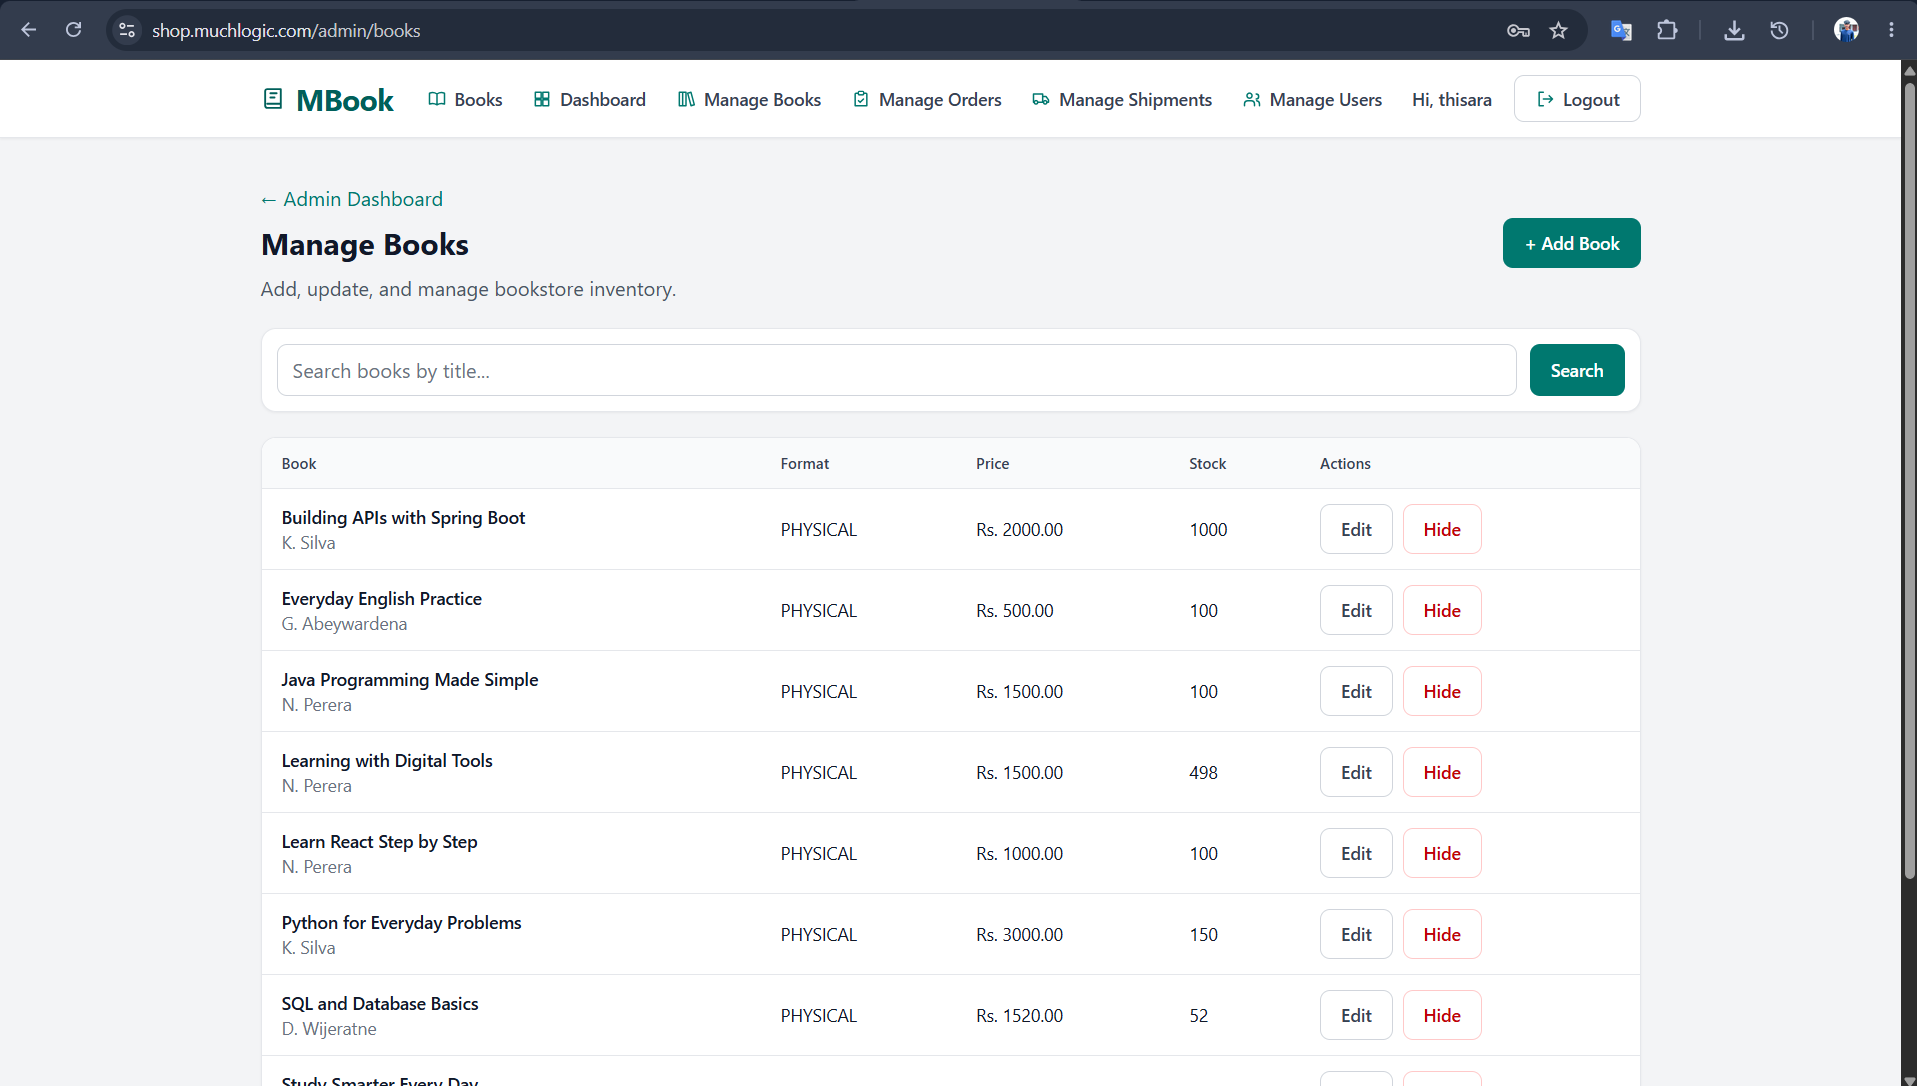 shop.muchlogic.com/admin/books
MBook
Books
Dashboard
Manage Books
Manage Orders
Manage Shipments
Manage Users
Hi, thisara
Logout
← Admin Dashboard
Manage Books
+ Add Book
Add, update, and manage bookstore inventory.
Search books by title...
Search
Book Format Price Stock Actions
Building APIs with Spring Boot
K. Silva
PHYSICAL Rs. 2000.00 1000 Edit Hide
Everyday English Practice
G. Abeywardena
PHYSICAL Rs. 500.00 100 Edit Hide
Java Programming Made Simple
N. Perera
PHYSICAL Rs. 1500.00 100 Edit Hide
Learning with Digital Tools
N. Perera
PHYSICAL Rs. 1500.00 498 Edit Hide
Learn React Step by Step
N. Perera
PHYSICAL Rs. 1000.00 100 Edit Hide
Python for Everyday Problems
K. Silva
PHYSICAL Rs. 3000.00 150 Edit Hide
SQL and Database Basics
D. Wijeratne
PHYSICAL Rs. 1520.00 52 Edit Hide
Study Smarter Every Day